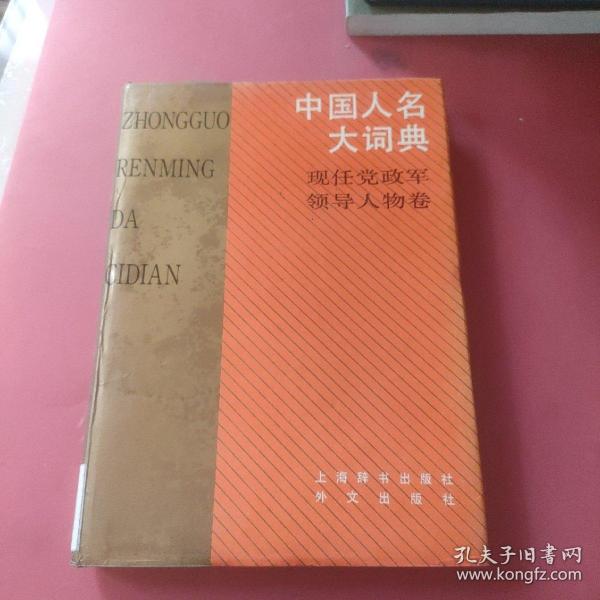 ZHONGGUO
RENMING
DA
CIDIAN
中国人名
大词典
现任党政军
领导人物卷
上海辞书出版社
外文出版社
孔夫子旧书网
www.kongfz.com